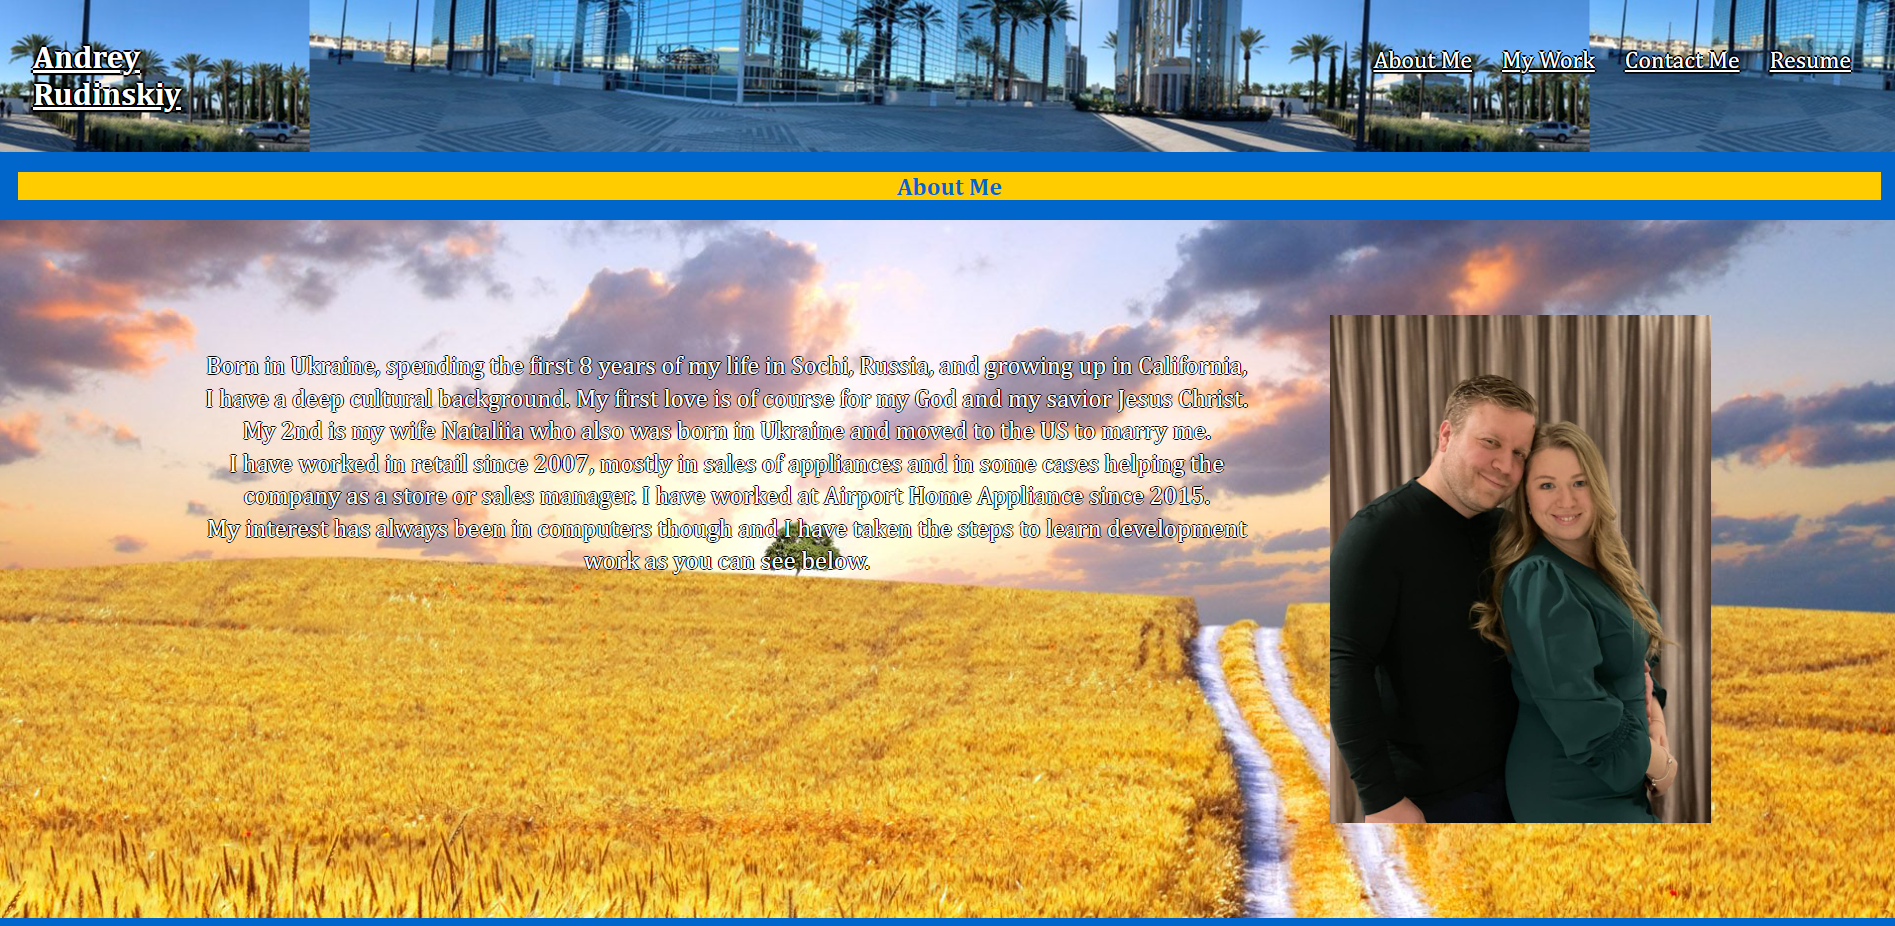 Andrey
Rudinskiy
About Me My Work Contact Me Resume
About Me
Born in Ukraine, spending the first 8 years of my life in Sochi, Russia, and growing up in California,
I have a deep cultural background. My first love is of course for my God and my savior Jesus Christ.
My 2nd is my wife Nataliia who also was born in Ukraine and moved to the US to marry me.
I have worked in retail since 2007, mostly in sales of appliances and in some cases helping the
company as a store or sales manager. I have worked at Airport Home Appliance since 2015.
My interest has always been in computers though and I have taken the steps to learn development
work as you can see below.